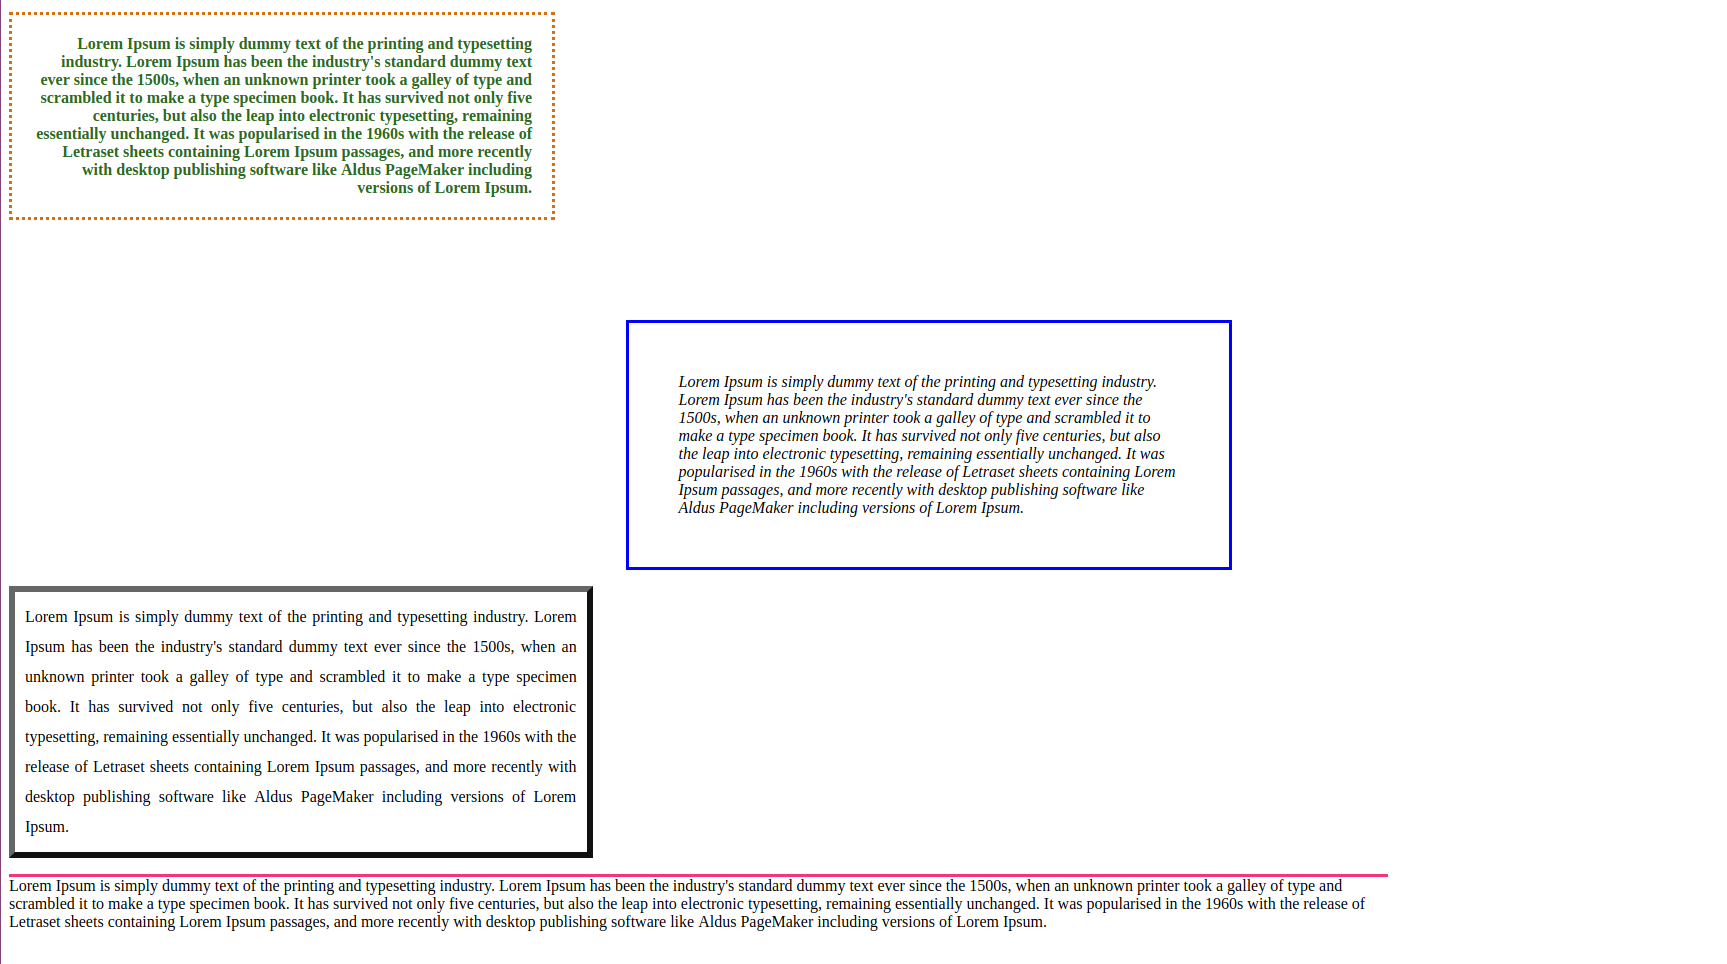 Lorem Ipsum is simply dummy text of the printing and typesetting
industry. Lorem Ipsum has been the industry's standard dummy text
ever since the 1500s, when an unknown printer took a galley of type and
scrambled it to make a type specimen book. It has survived not only five
centuries, but also the leap into electronic typesetting, remaining
essentially unchanged. It was popularised in the 1960s with the release of
Letraset sheets containing Lorem Ipsum passages, and more recently
with desktop publishing software like Aldus PageMaker including
versions of Lorem Ipsum.
Lorem Ipsum is simply dummy text of the printing and typesetting industry.
Lorem Ipsum has been the industry's standard dummy text ever since the
1500s, when an unknown printer took a galley of type and scrambled it to
make a type specimen book. It has survived not only five centuries, but also
the leap into electronic typesetting, remaining essentially unchanged. It was
popularised in the 1960s with the release of Letraset sheets containing Lorem
Ipsum passages, and more recently with desktop publishing software like
Aldus PageMaker including versions of Lorem Ipsum.
Lorem Ipsum is simply dummy text of the printing and typesetting industry. Lorem
Ipsum has been the industry's standard dummy text ever since the 1500s, when an
unknown printer took a galley of type and scrambled it to make a type specimen
book. It has survived not only five centuries, but also the leap into electronic
typesetting, remaining essentially unchanged. It was popularised in the 1960s with the
release of Letraset sheets containing Lorem Ipsum passages, and more recently with
desktop publishing software like Aldus PageMaker including versions of Lorem
Ipsum.
Lorem Ipsum is simply dummy text of the printing and typesetting industry. Lorem Ipsum has been the industry's standard dummy text ever since the 1500s, when an unknown printer took a galley of type and
scrambled it to make a type specimen book. It has survived not only five centuries, but also the leap into electronic typesetting, remaining essentially unchanged. It was popularised in the 1960s with the release of
Letraset sheets containing Lorem Ipsum passages, and more recently with desktop publishing software like Aldus PageMaker including versions of Lorem Ipsum.